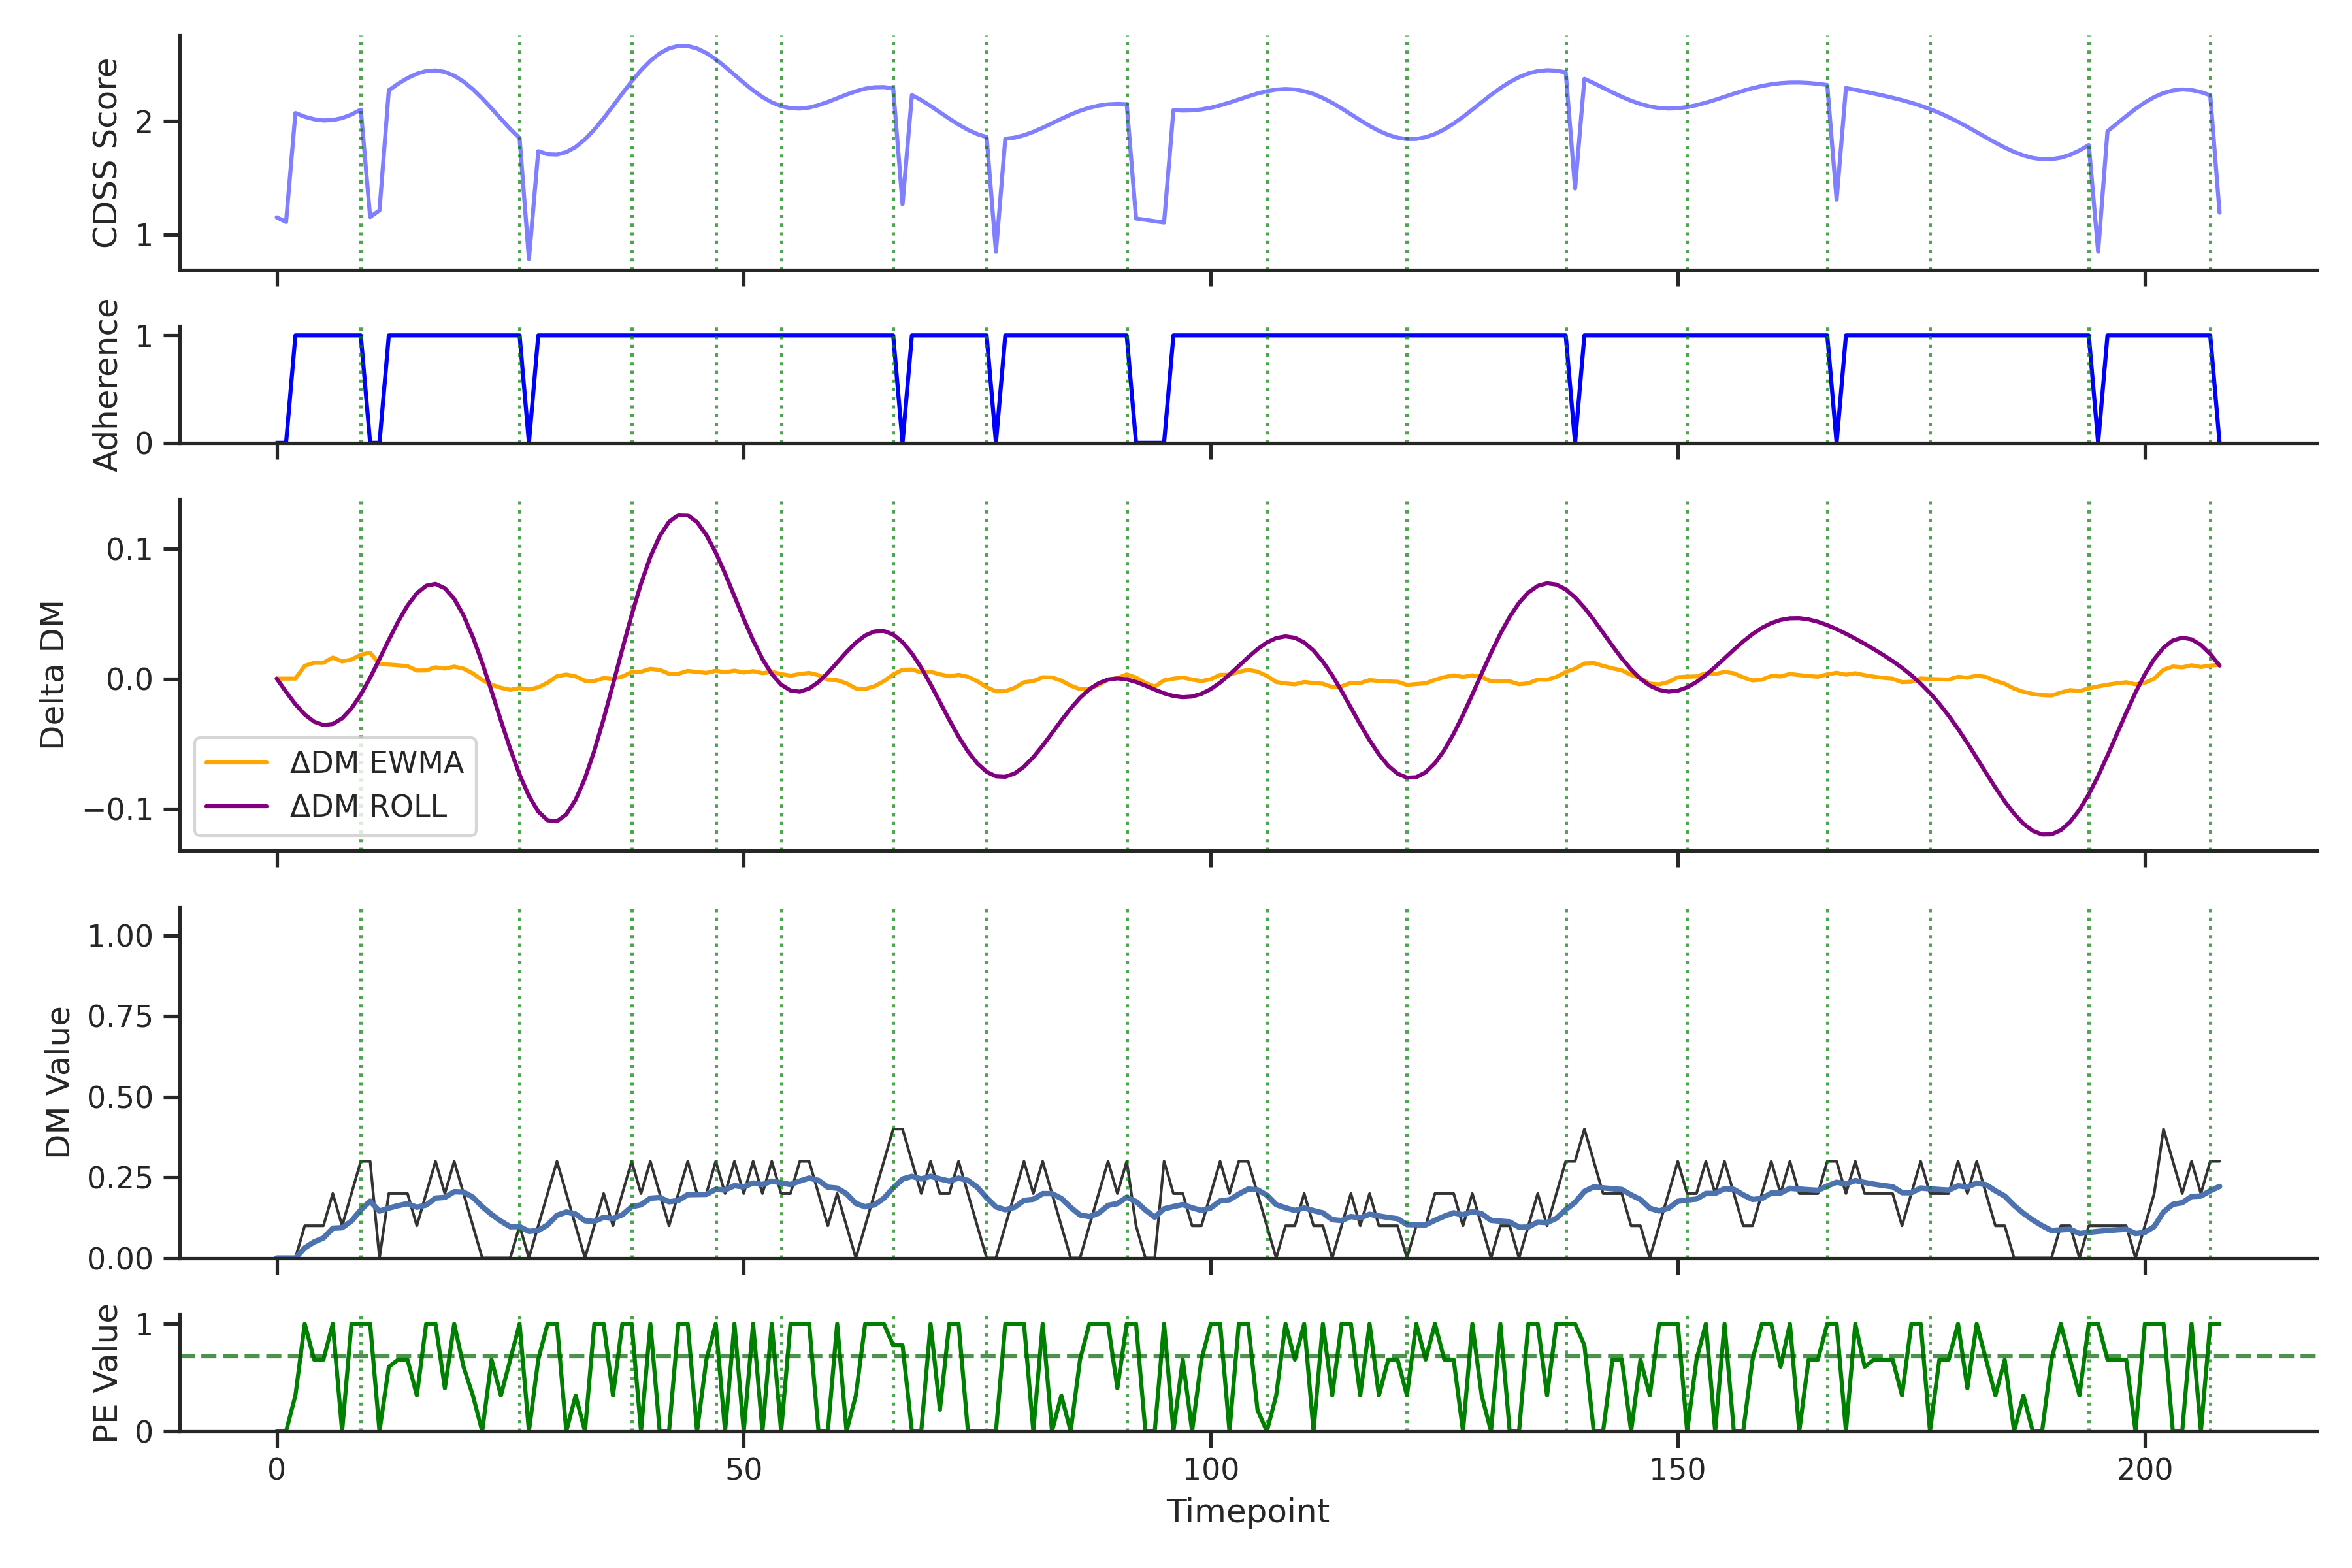 CDSS Score
2
1
Adherence
1
0
Delta DM
0.1
0.0
−0.1
ΔDM EWMA
ΔDM ROLL
DM Value
1.00
0.75
0.50
0.25
0.00
PE Value
1
0
0 50 100 150 200
Timepoint